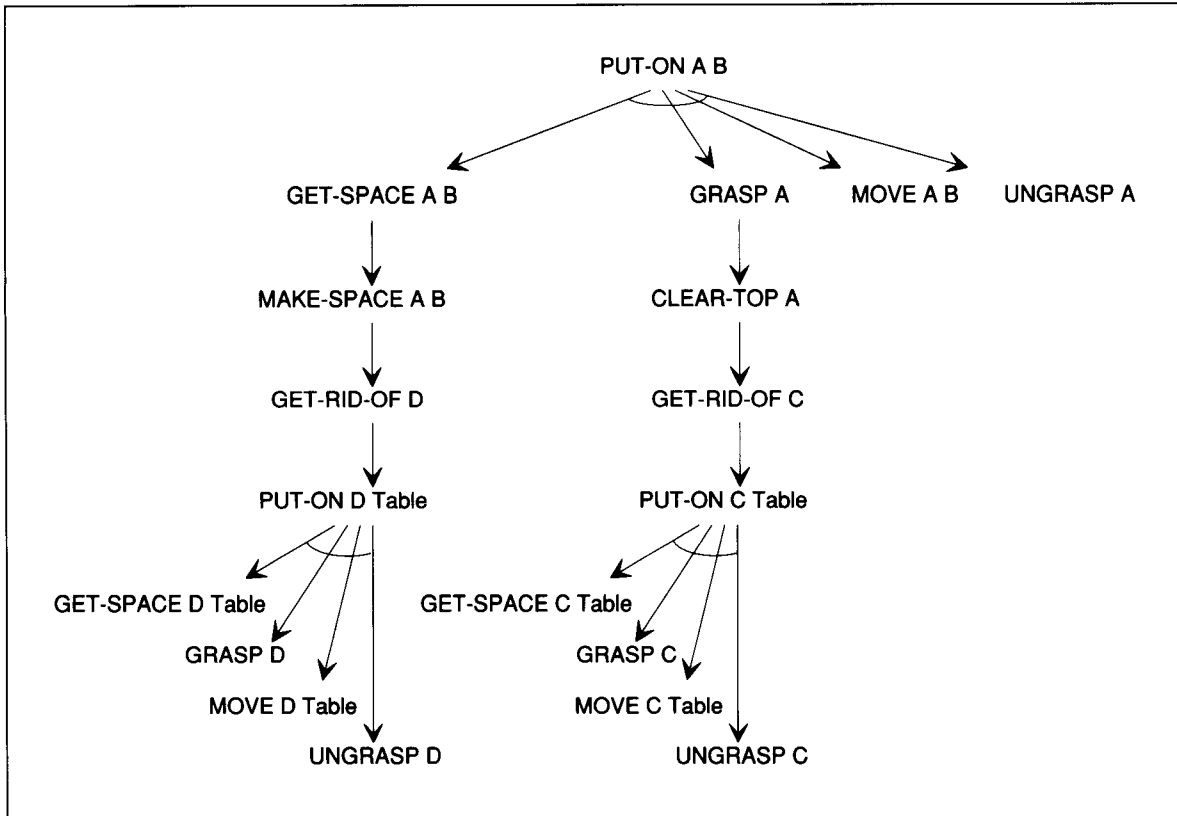 PUT-ON A B
GET-SPACE A B
GRASP A
MOVE A B
UNGRASP A
MAKE-SPACE A B
CLEAR-TOP A
GET-RID-OF D
GET-RID-OF C
PUT-ON D Table
PUT-ON C Table
GET-SPACE D Table
GET-SPACE C Table
GRASP D
GRASP C
MOVE D Table
MOVE C Table
UNGRASP D
UNGRASP C